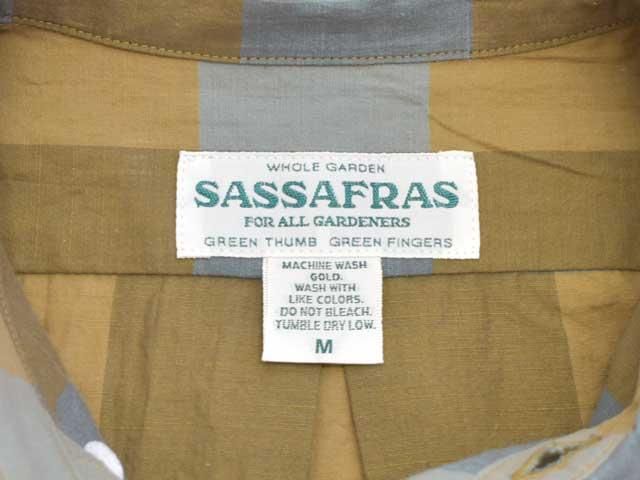 WHOLE GARDEN
SASSAFRAS
FOR ALL GARDENERS
GREEN THUMB GREEN FINGERS
MACHINE WASH
GOLD.
WASH WITH
LIKE COLORS.
DO NOT BLEACH.
TUMBLE DRY LOW.
M